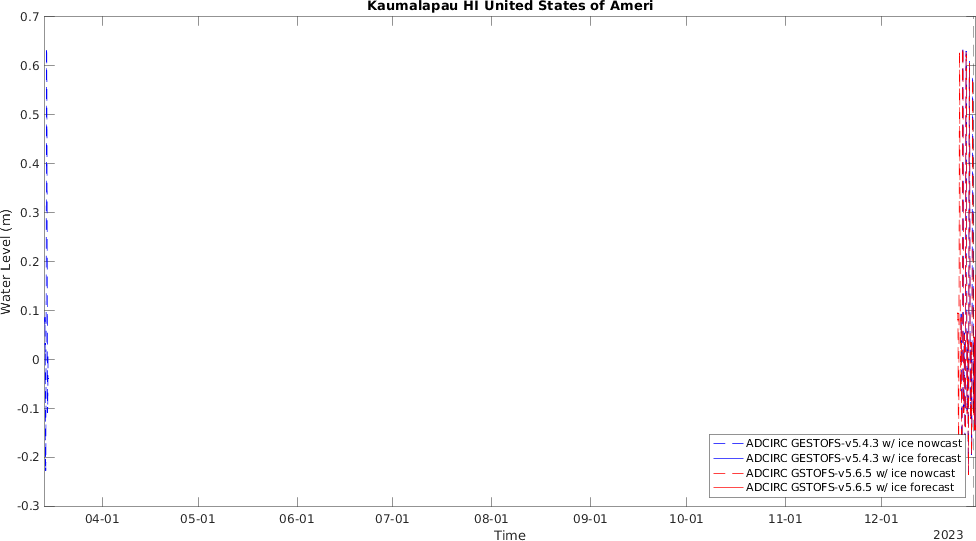 Kaumalapau HI United States of Ameri
Water Level (m)
0.7
0.6
0.5
0.4
0.3
0.2
0.1
0
-0.1
-0.2
-0.3
ADCIRC GESTOFS-v5.4.3 w/ ice nowcast
ADCIRC GESTOFS-v5.4.3 w/ ice forecast
ADCIRC GSTOFS-v5.6.5 w/ ice nowcast
ADCIRC GSTOFS-v5.6.5 w/ ice forecast
04-01 05-01 06-01 07-01 08-01 09-01 10-01 11-01 12-01
Time
2023